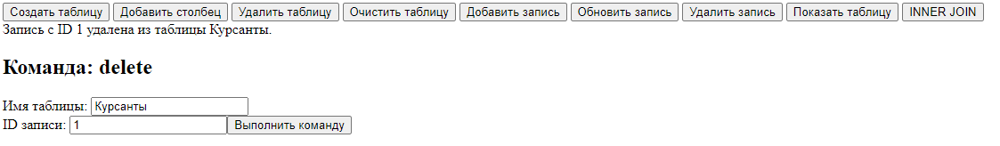 Создать таблицу Добавить столбец Удалить таблицу Очистить таблицу Добавить запись Обновить запись Удалить запись Показать таблицу INNER JOIN
Запись с ID 1 удалена из таблицы Курсанты.
Команда: delete
Имя таблицы: Курсанты
ID записи: 1 Выполнить команду